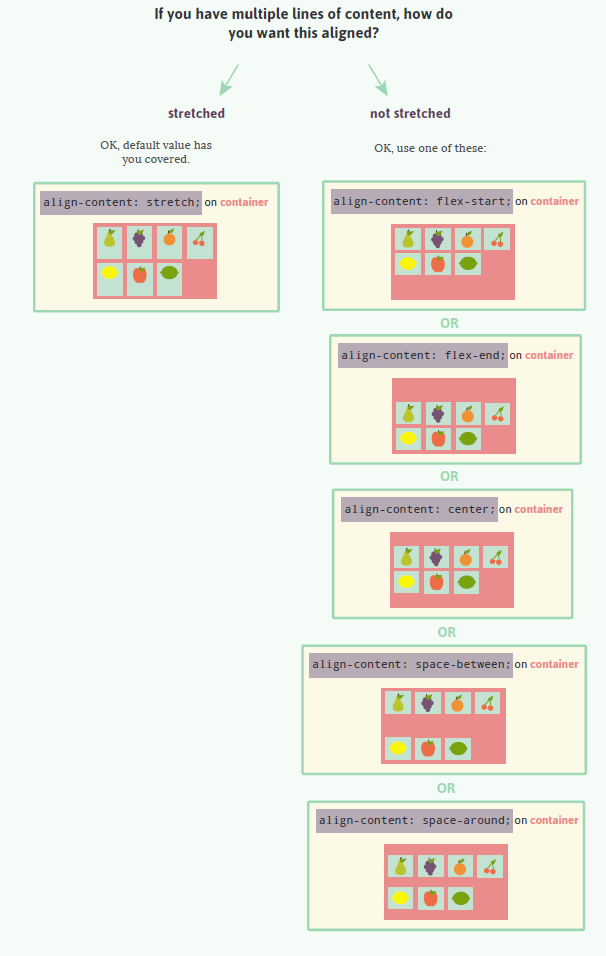 If you have multiple lines of content, how do
you want this aligned?
stretched
OK, default value has
you covered.
align-content: stretch; on container
not stretched
OK, use one of these:
align-content: flex-start; on container
OR
align-content: flex-end; on container
OR
align-content: center; on container
OR
align-content: space-between; on container
OR
align-content: space-around; on container